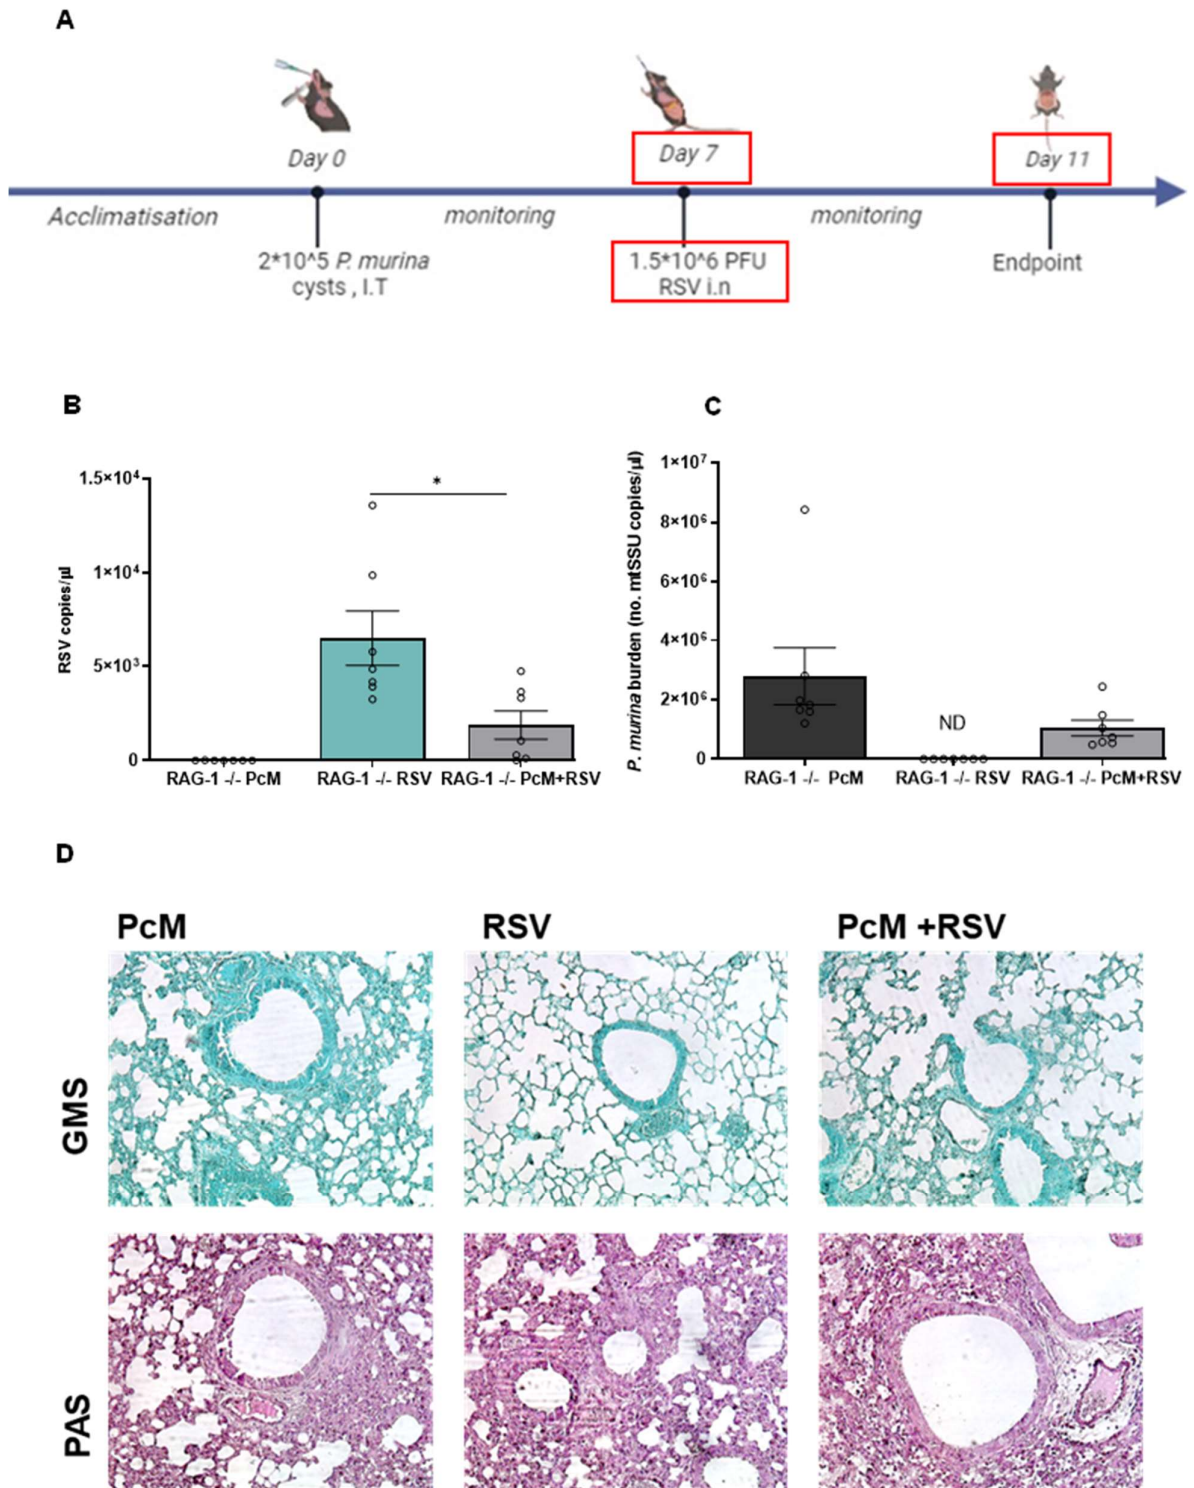 A
Day 0
Day 7
Day 11
Acclimatisation
monitoring
monitoring
2*10^5 P. murina
cysts , I.T
1.5*10^6 PFU
RSV i.n
Endpoint
B
RSV copies/µl
1.5×10⁴
1×10⁴
5×10³
0
*
RAG-1 -/- PcM
RAG-1 -/- RSV
RAG-1 -/- PcM+RSV
C
P. murina burden (no. mtSSU copies/µl)
1×10⁷
8×10⁶
6×10⁶
4×10⁶
2×10⁶
0
ND
RAG-1 -/- PcM
RAG-1 -/- RSV
RAG-1 -/- PcM+RSV
D
PcM
RSV
PcM +RSV
GMS
PAS